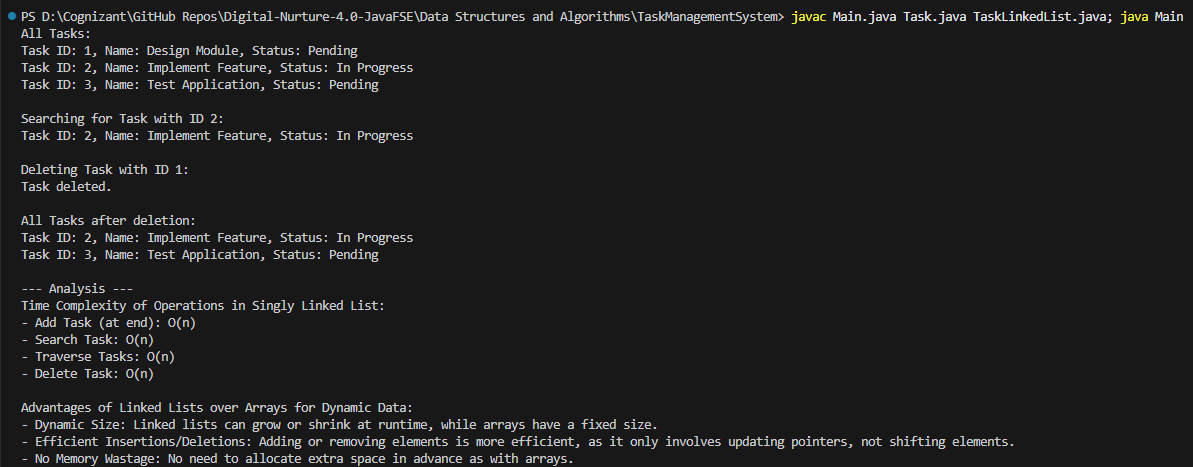 PS D:\Cognizant\GitHub Repos\Digital-Nurture-4.0-JavaFSE\Data Structures and Algorithms\TaskManagementSystem> javac Main.java Task.java TaskLinkedList.java; java Main
All Tasks:
Task ID: 1, Name: Design Module, Status: Pending
Task ID: 2, Name: Implement Feature, Status: In Progress
Task ID: 3, Name: Test Application, Status: Pending
Searching for Task with ID 2:
Task ID: 2, Name: Implement Feature, Status: In Progress
Deleting Task with ID 1:
Task deleted.
All Tasks after deletion:
Task ID: 2, Name: Implement Feature, Status: In Progress
Task ID: 3, Name: Test Application, Status: Pending
--- Analysis ---
Time Complexity of Operations in Singly Linked List:
- Add Task (at end): O(n)
- Search Task: O(n)
- Traverse Tasks: O(n)
- Delete Task: O(n)
Advantages of Linked Lists over Arrays for Dynamic Data:
- Dynamic Size: Linked lists can grow or shrink at runtime, while arrays have a fixed size.
- Efficient Insertions/Deletions: Adding or removing elements is more efficient, as it only involves updating pointers, not shifting elements.
- No Memory Wastage: No need to allocate extra space in advance as with arrays.